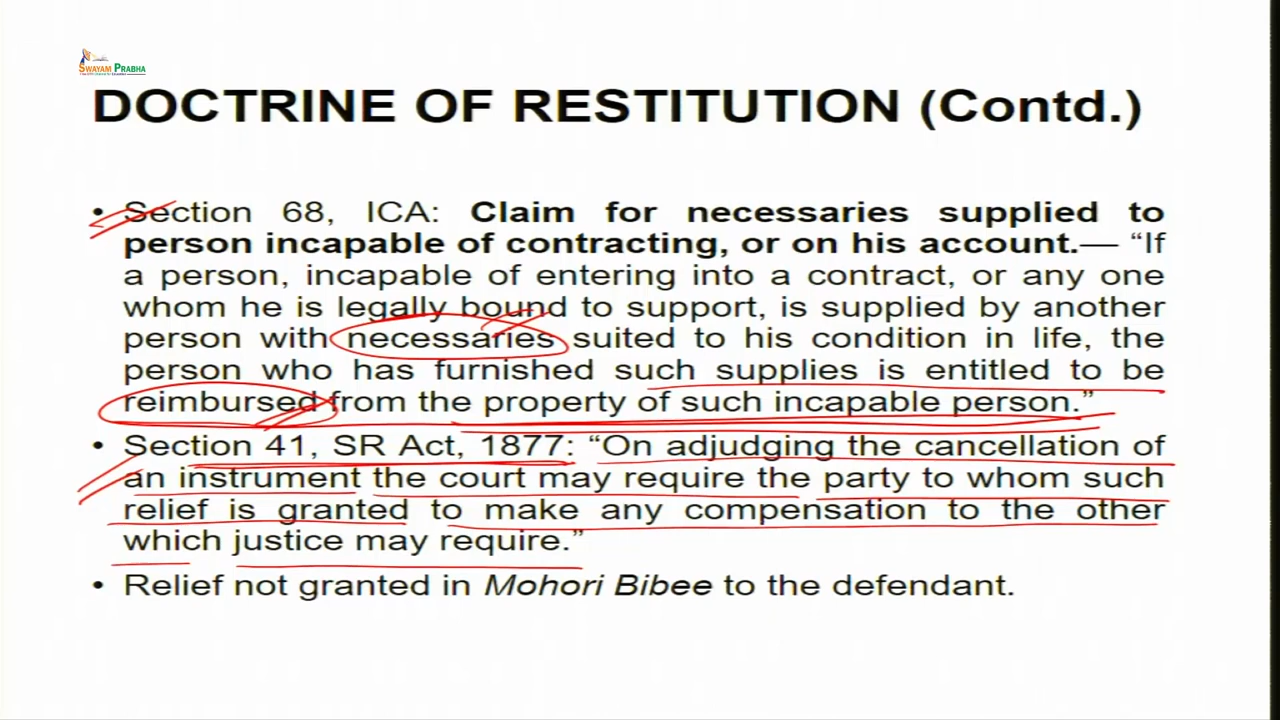 SWAYAM PRABHA
DOCTRINE OF RESTITUTION (Contd.)
• Section 68, ICA: Claim for necessaries supplied to
person incapable of contracting, or on his account.— “If
a person, incapable of entering into a contract, or any one
whom he is legally bound to support, is supplied by another
person with necessaries suited to his condition in life, the
person who has furnished such supplies is entitled to be
reimbursed from the property of such incapable person.”
• Section 41, SR Act, 1877: “On adjudging the cancellation of
an instrument the court may require the party to whom such
relief is granted to make any compensation to the other
which justice may require.”
• Relief not granted in Mohori Bibee to the defendant.